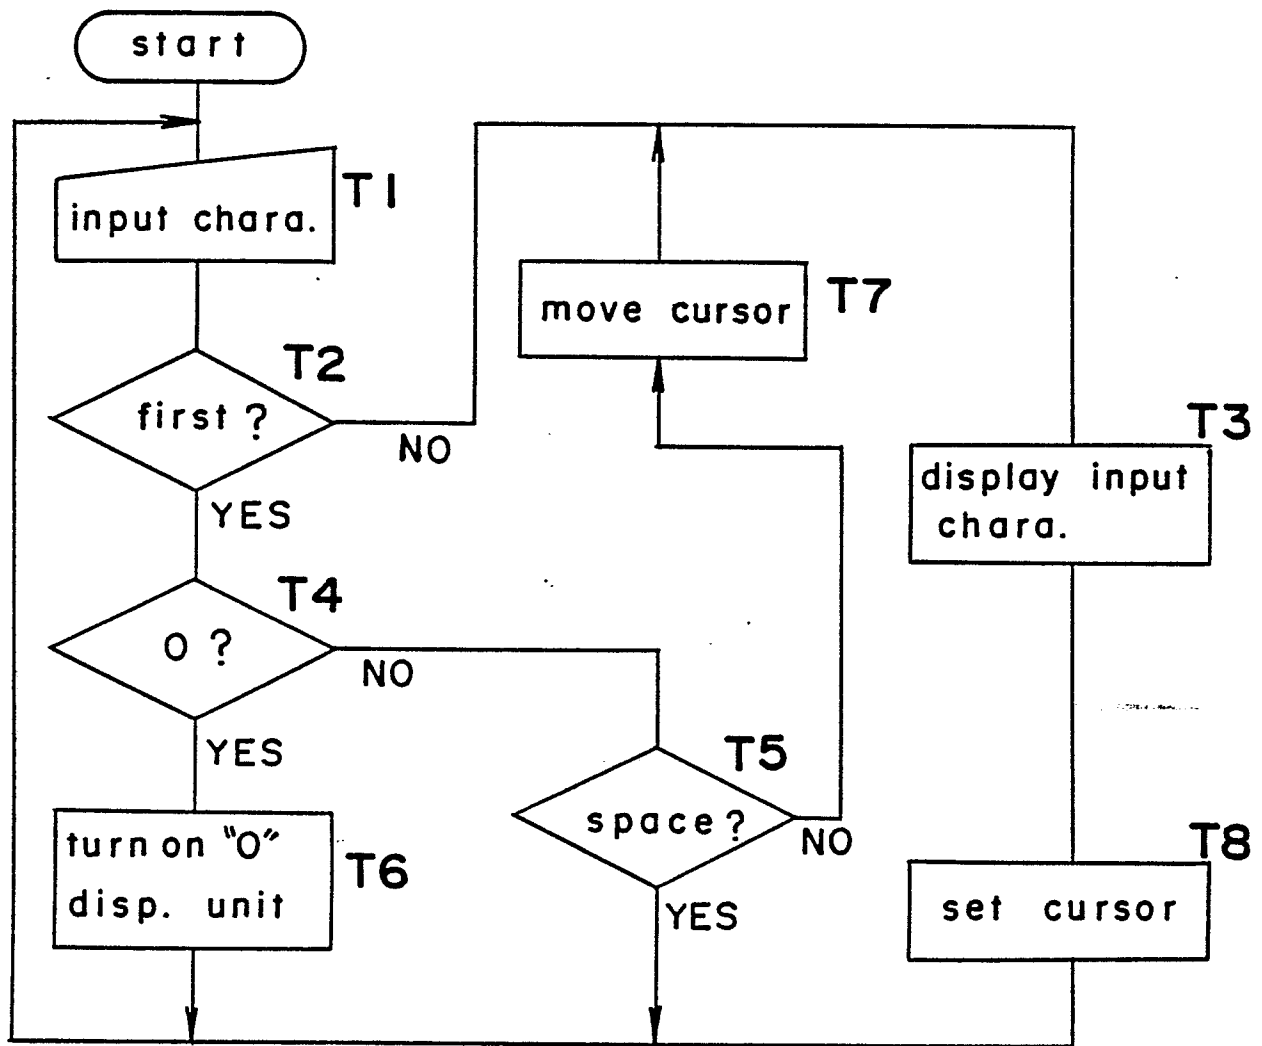 start
input chara.
T1
first?
T2
NO
YES
O?
T4
NO
YES
turn on "O"
disp. unit
T6
move cursor
T7
space?
T5
NO
YES
display input
chara.
T3
set cursor
T8